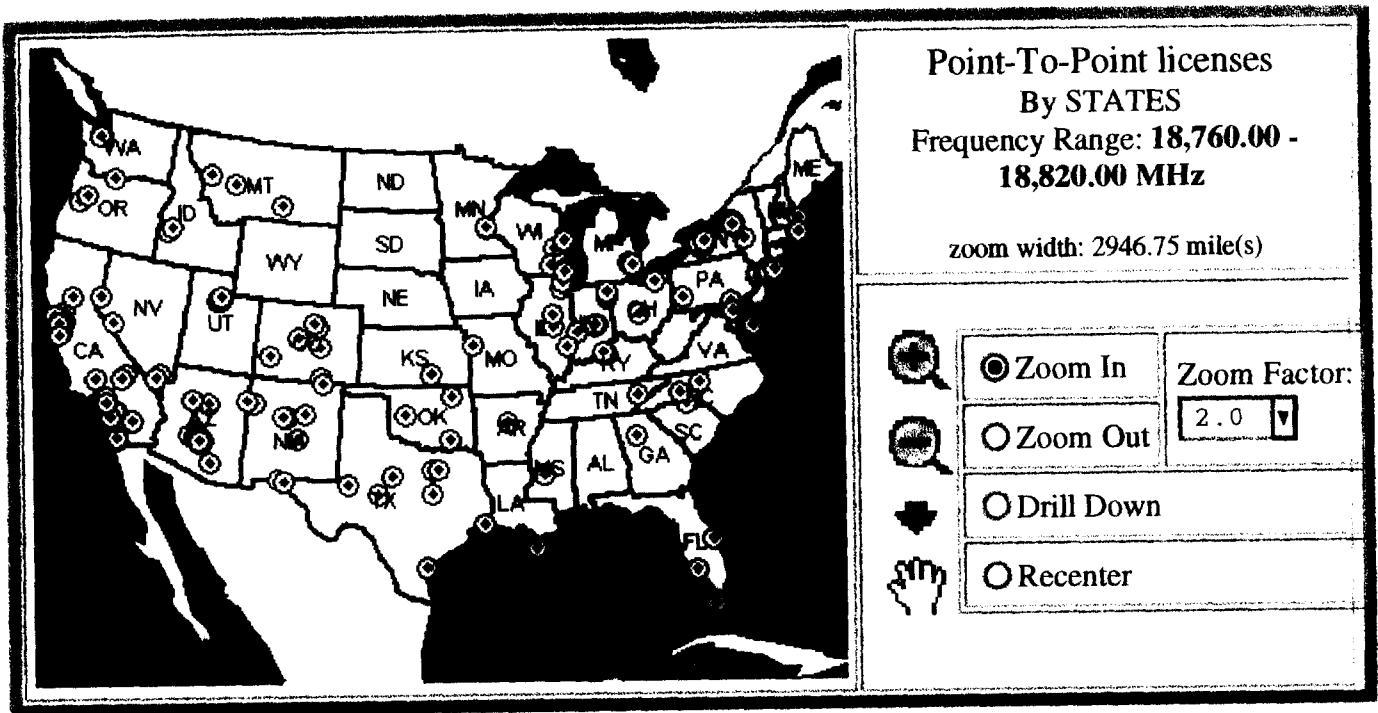 Point-To-Point licenses
By STATES
Frequency Range: 18,760.00 -
18,820.00 MHz
zoom width: 2946.75 mile(s)
Zoom In
Zoom Out
Drill Down
Recenter
Zoom Factor:
2.0
WA
MT
ND
MN
ME
OR
ID
SD
WI
WY
IA
PA
NE
NV
UT
OH
CA
KS
MO
KY
VA
TN
OK
AR
SC
MS
AL
GA
TX
LA
FL